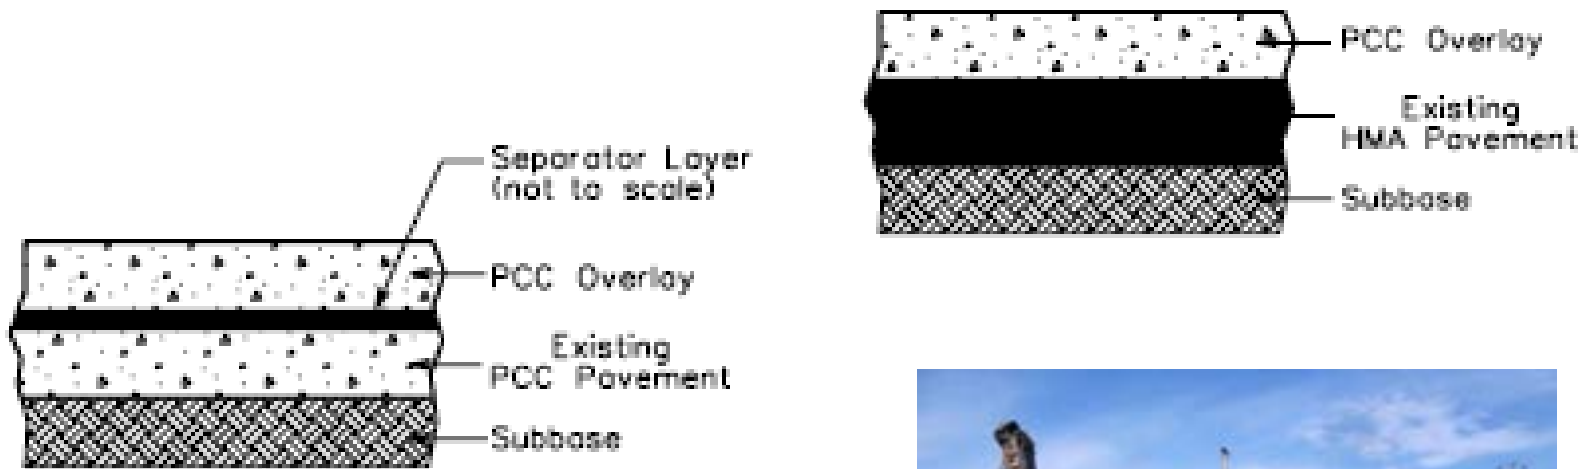 Separator Layer
(not to scale)
PCC Overlay
Existing
PCC Pavement
Subbase
PCC Overlay
Existing
HMA Pavement
Subbase